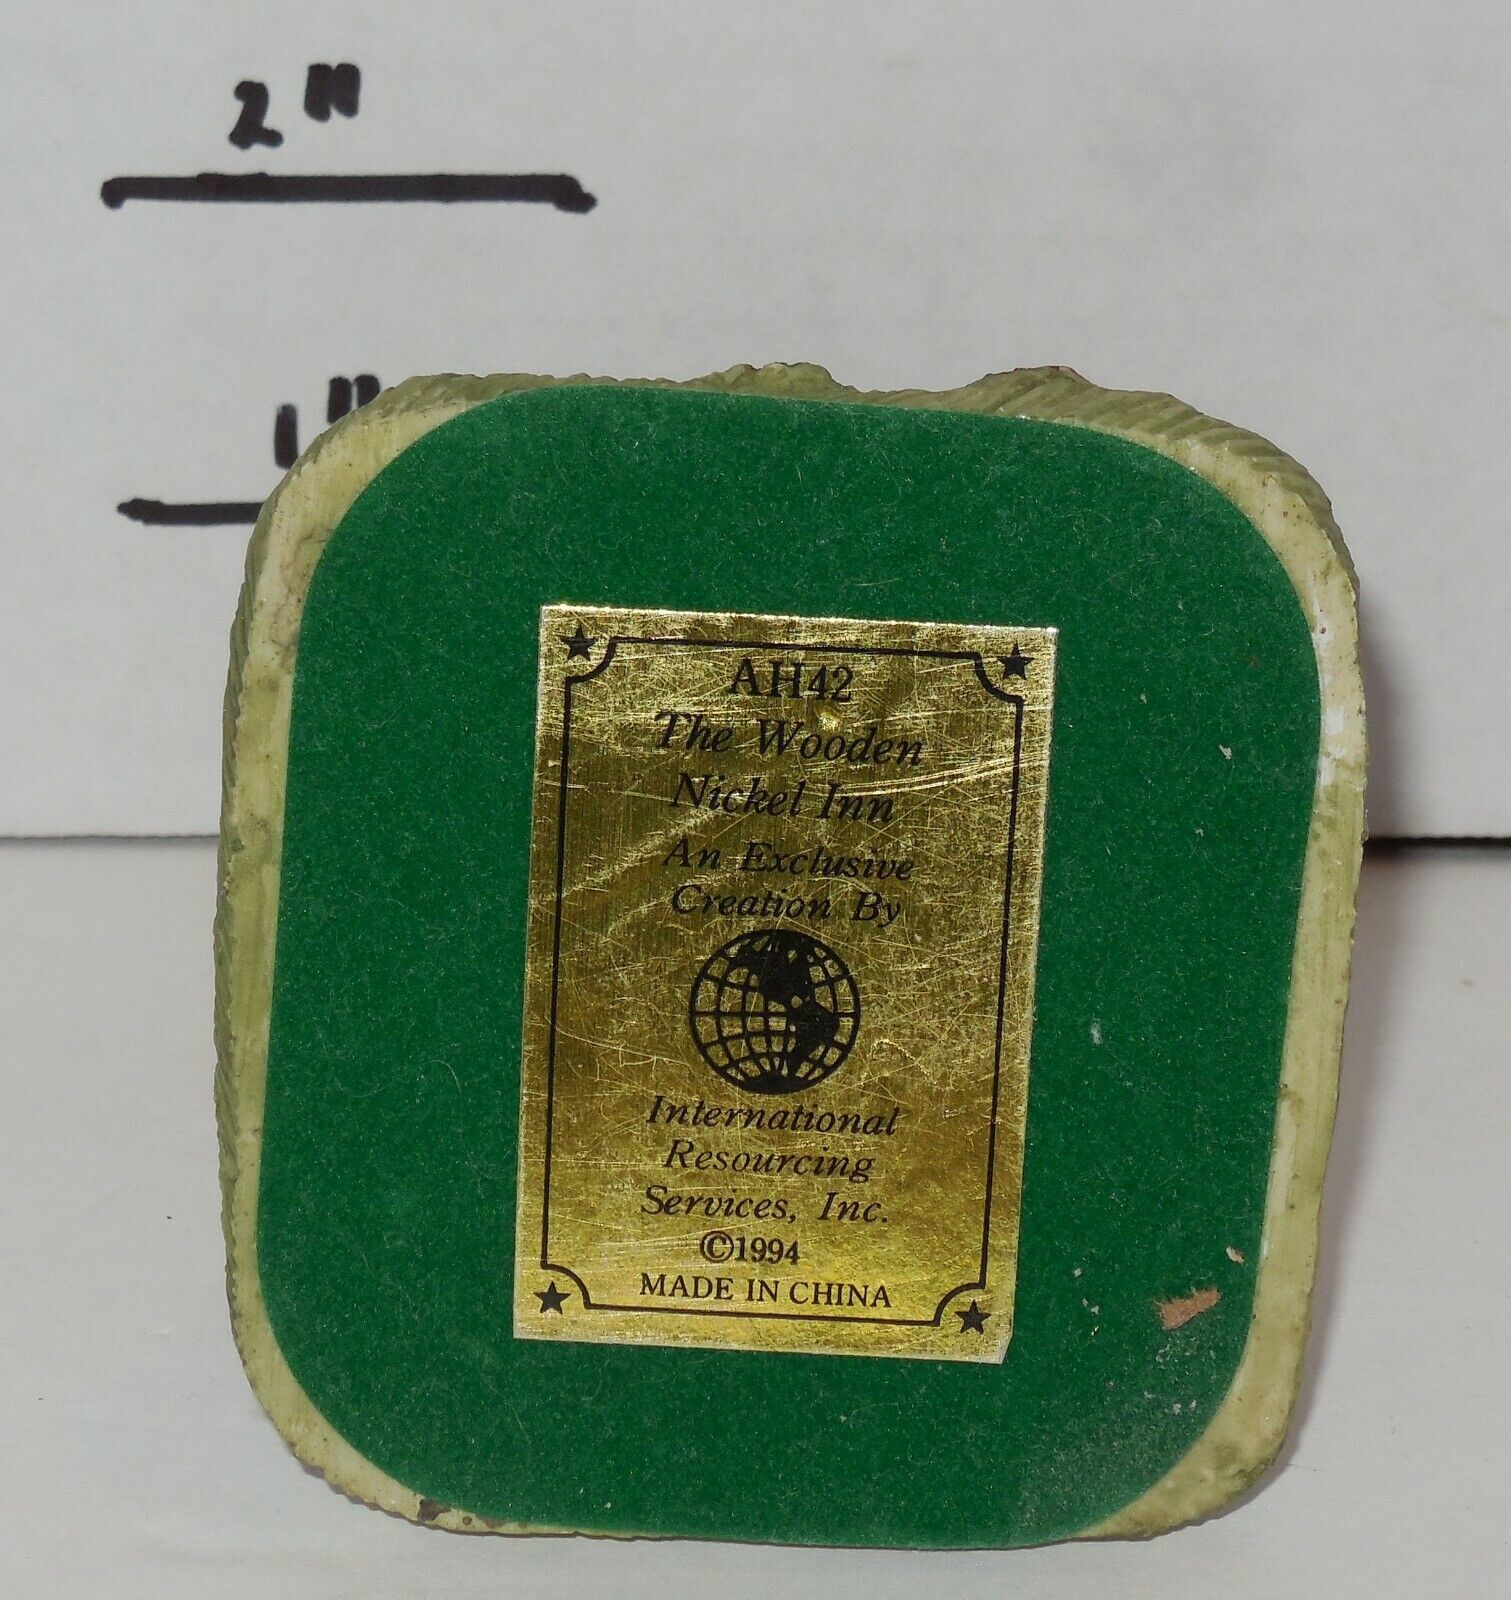 2"
1"
AH42
The Wooden
Nickel Inn
An Exclusive
Creation By
International
Resourcing
Services, Inc.
©1994
MADE IN CHINA